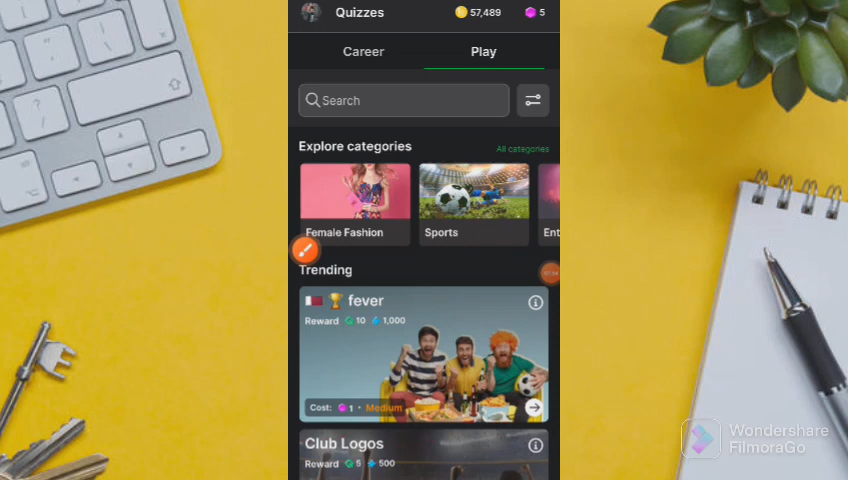 Quizzes
57,489
5
Career
Play
Search
Explore categories
All categories
Female Fashion
Sports
Ent
Trending
fever
Reward 10 1,000
Cost: 1 • Medium
Club Logos
Reward 5 500
Wondershare
FilmoraGo